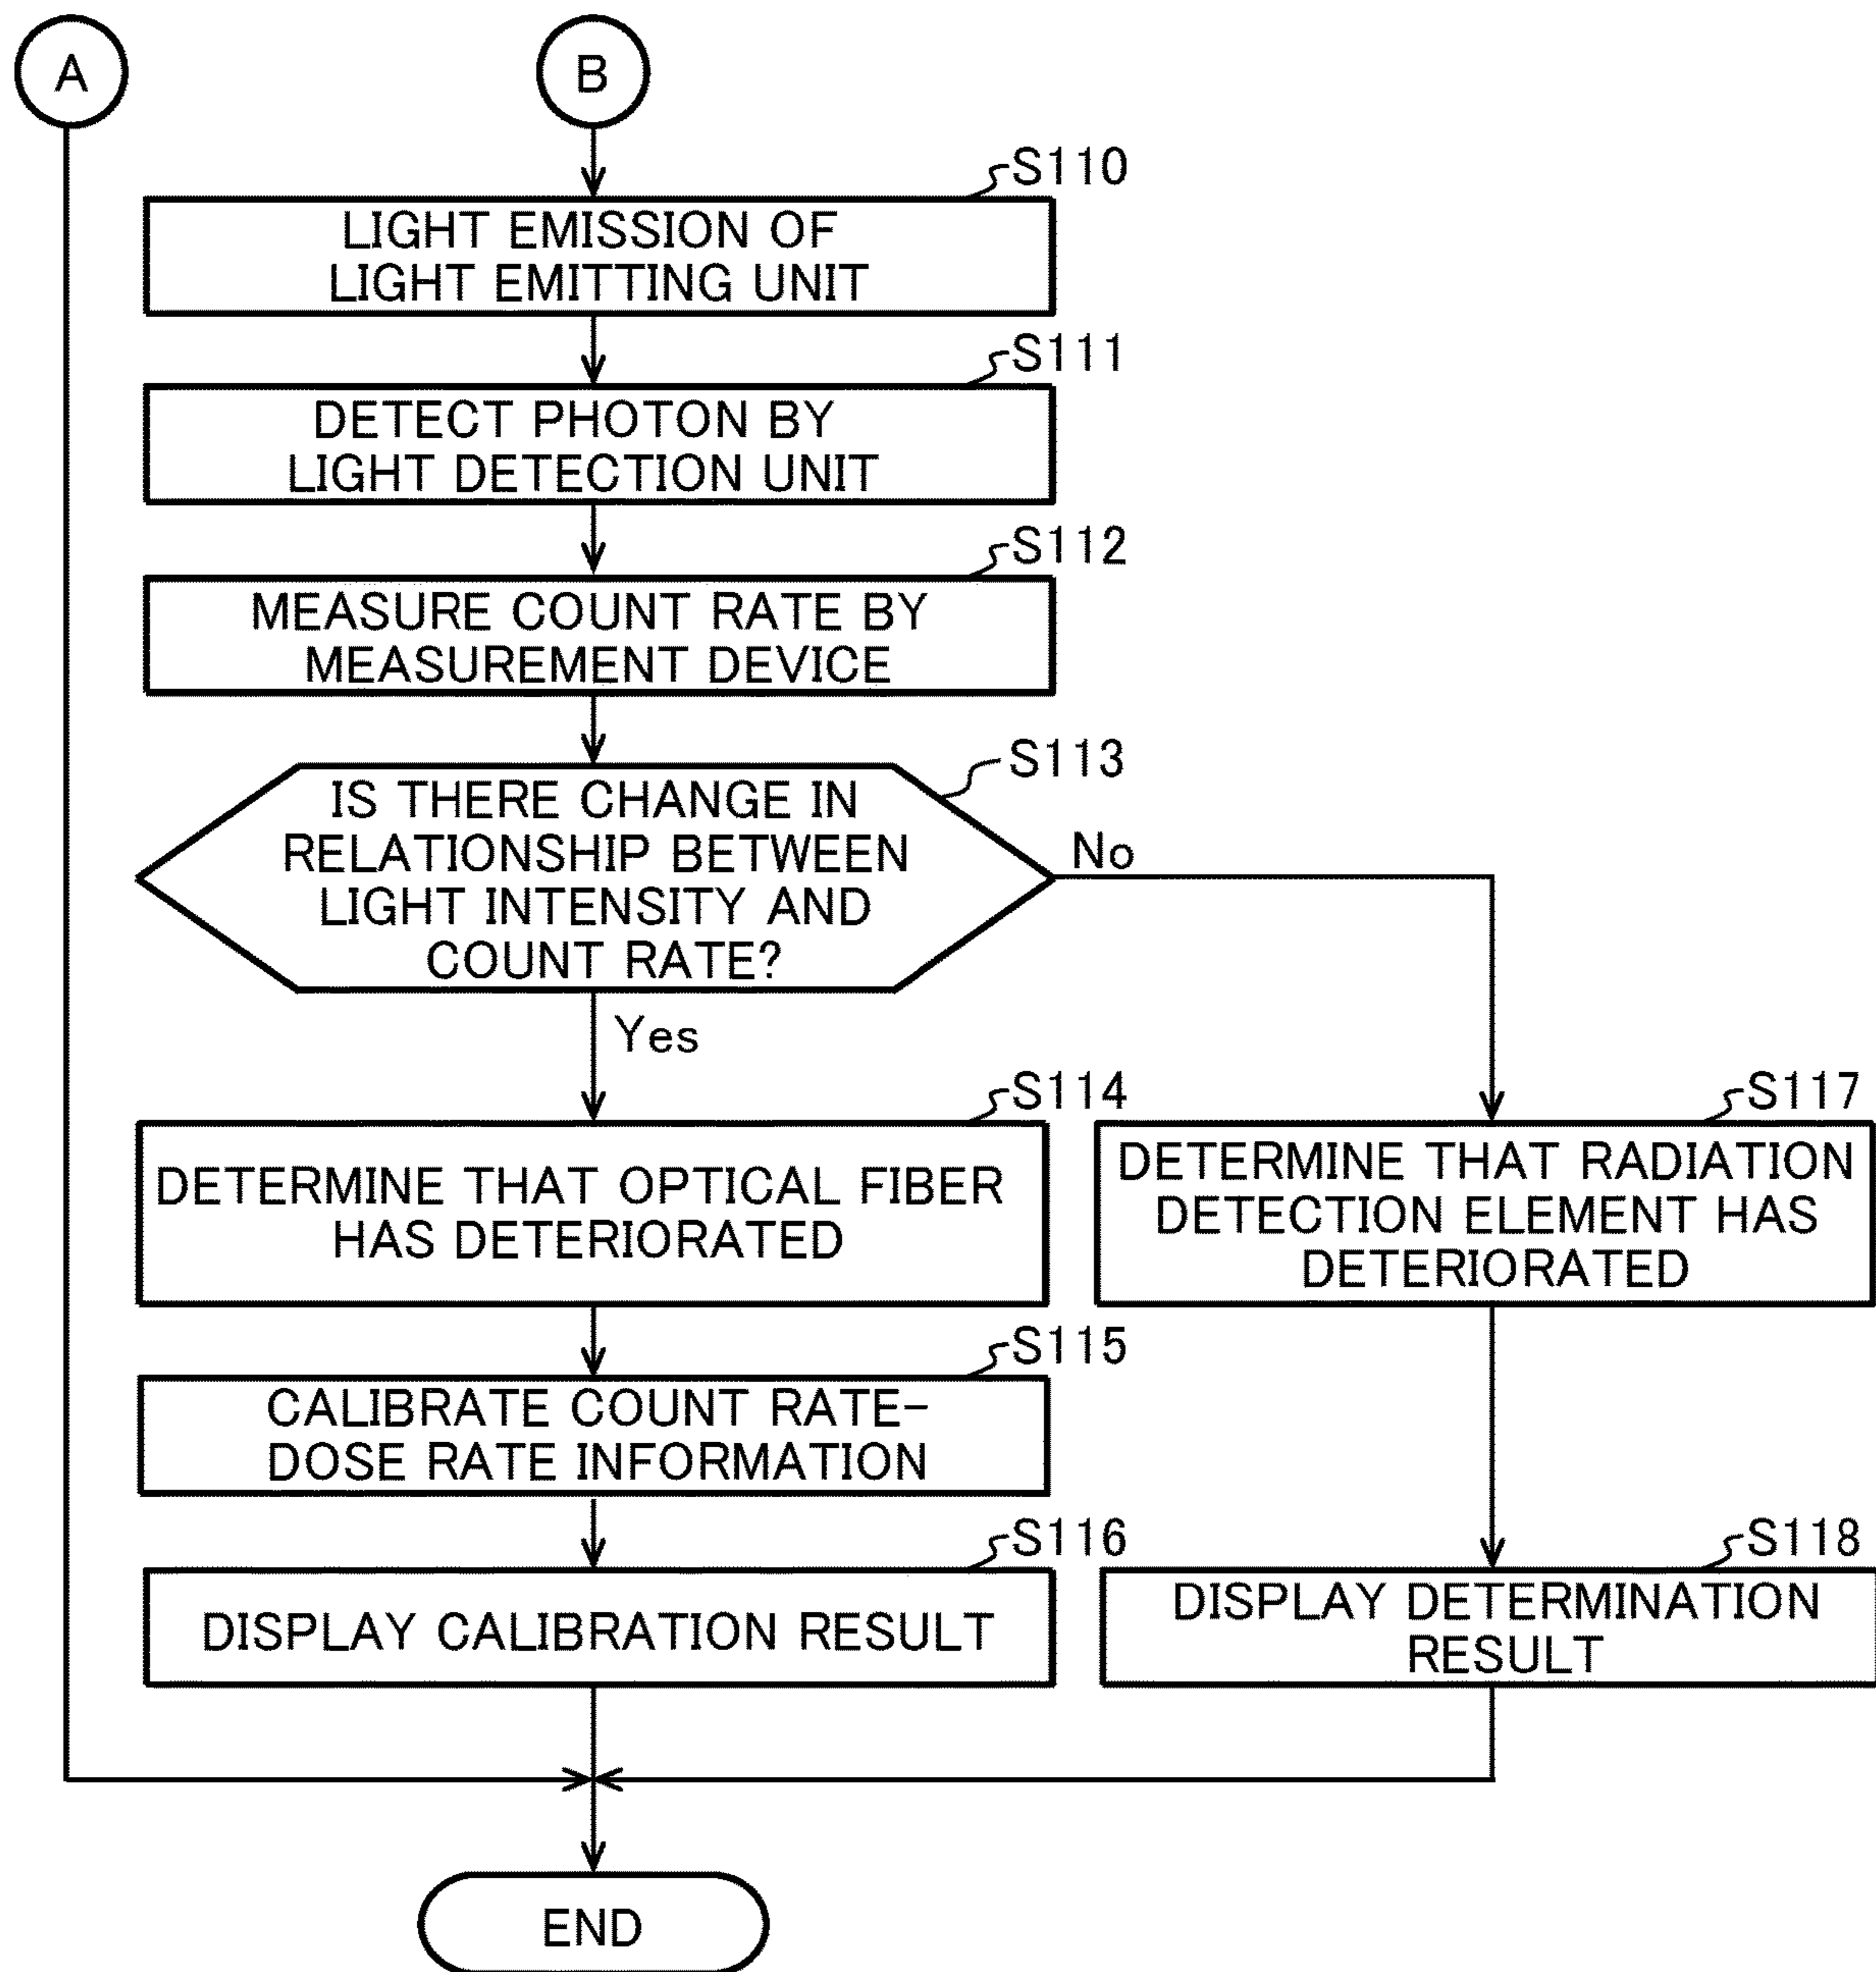 A
B
S110
LIGHT EMISSION OF
LIGHT EMITTING UNIT
S111
DETECT PHOTON BY
LIGHT DETECTION UNIT
S112
MEASURE COUNT RATE BY
MEASUREMENT DEVICE
S113
IS THERE CHANGE IN
RELATIONSHIP BETWEEN
LIGHT INTENSITY AND
COUNT RATE?
No
Yes
S114
DETERMINE THAT OPTICAL FIBER
HAS DETERIORATED
S117
DETERMINE THAT RADIATION
DETECTION ELEMENT HAS
DETERIORATED
S115
CALIBRATE COUNT RATE-
DOSE RATE INFORMATION
S116
DISPLAY CALIBRATION RESULT
S118
DISPLAY DETERMINATION
RESULT
END